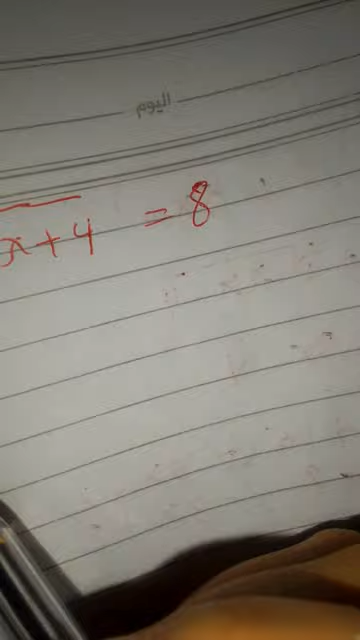 اليوم
x+4 = 8